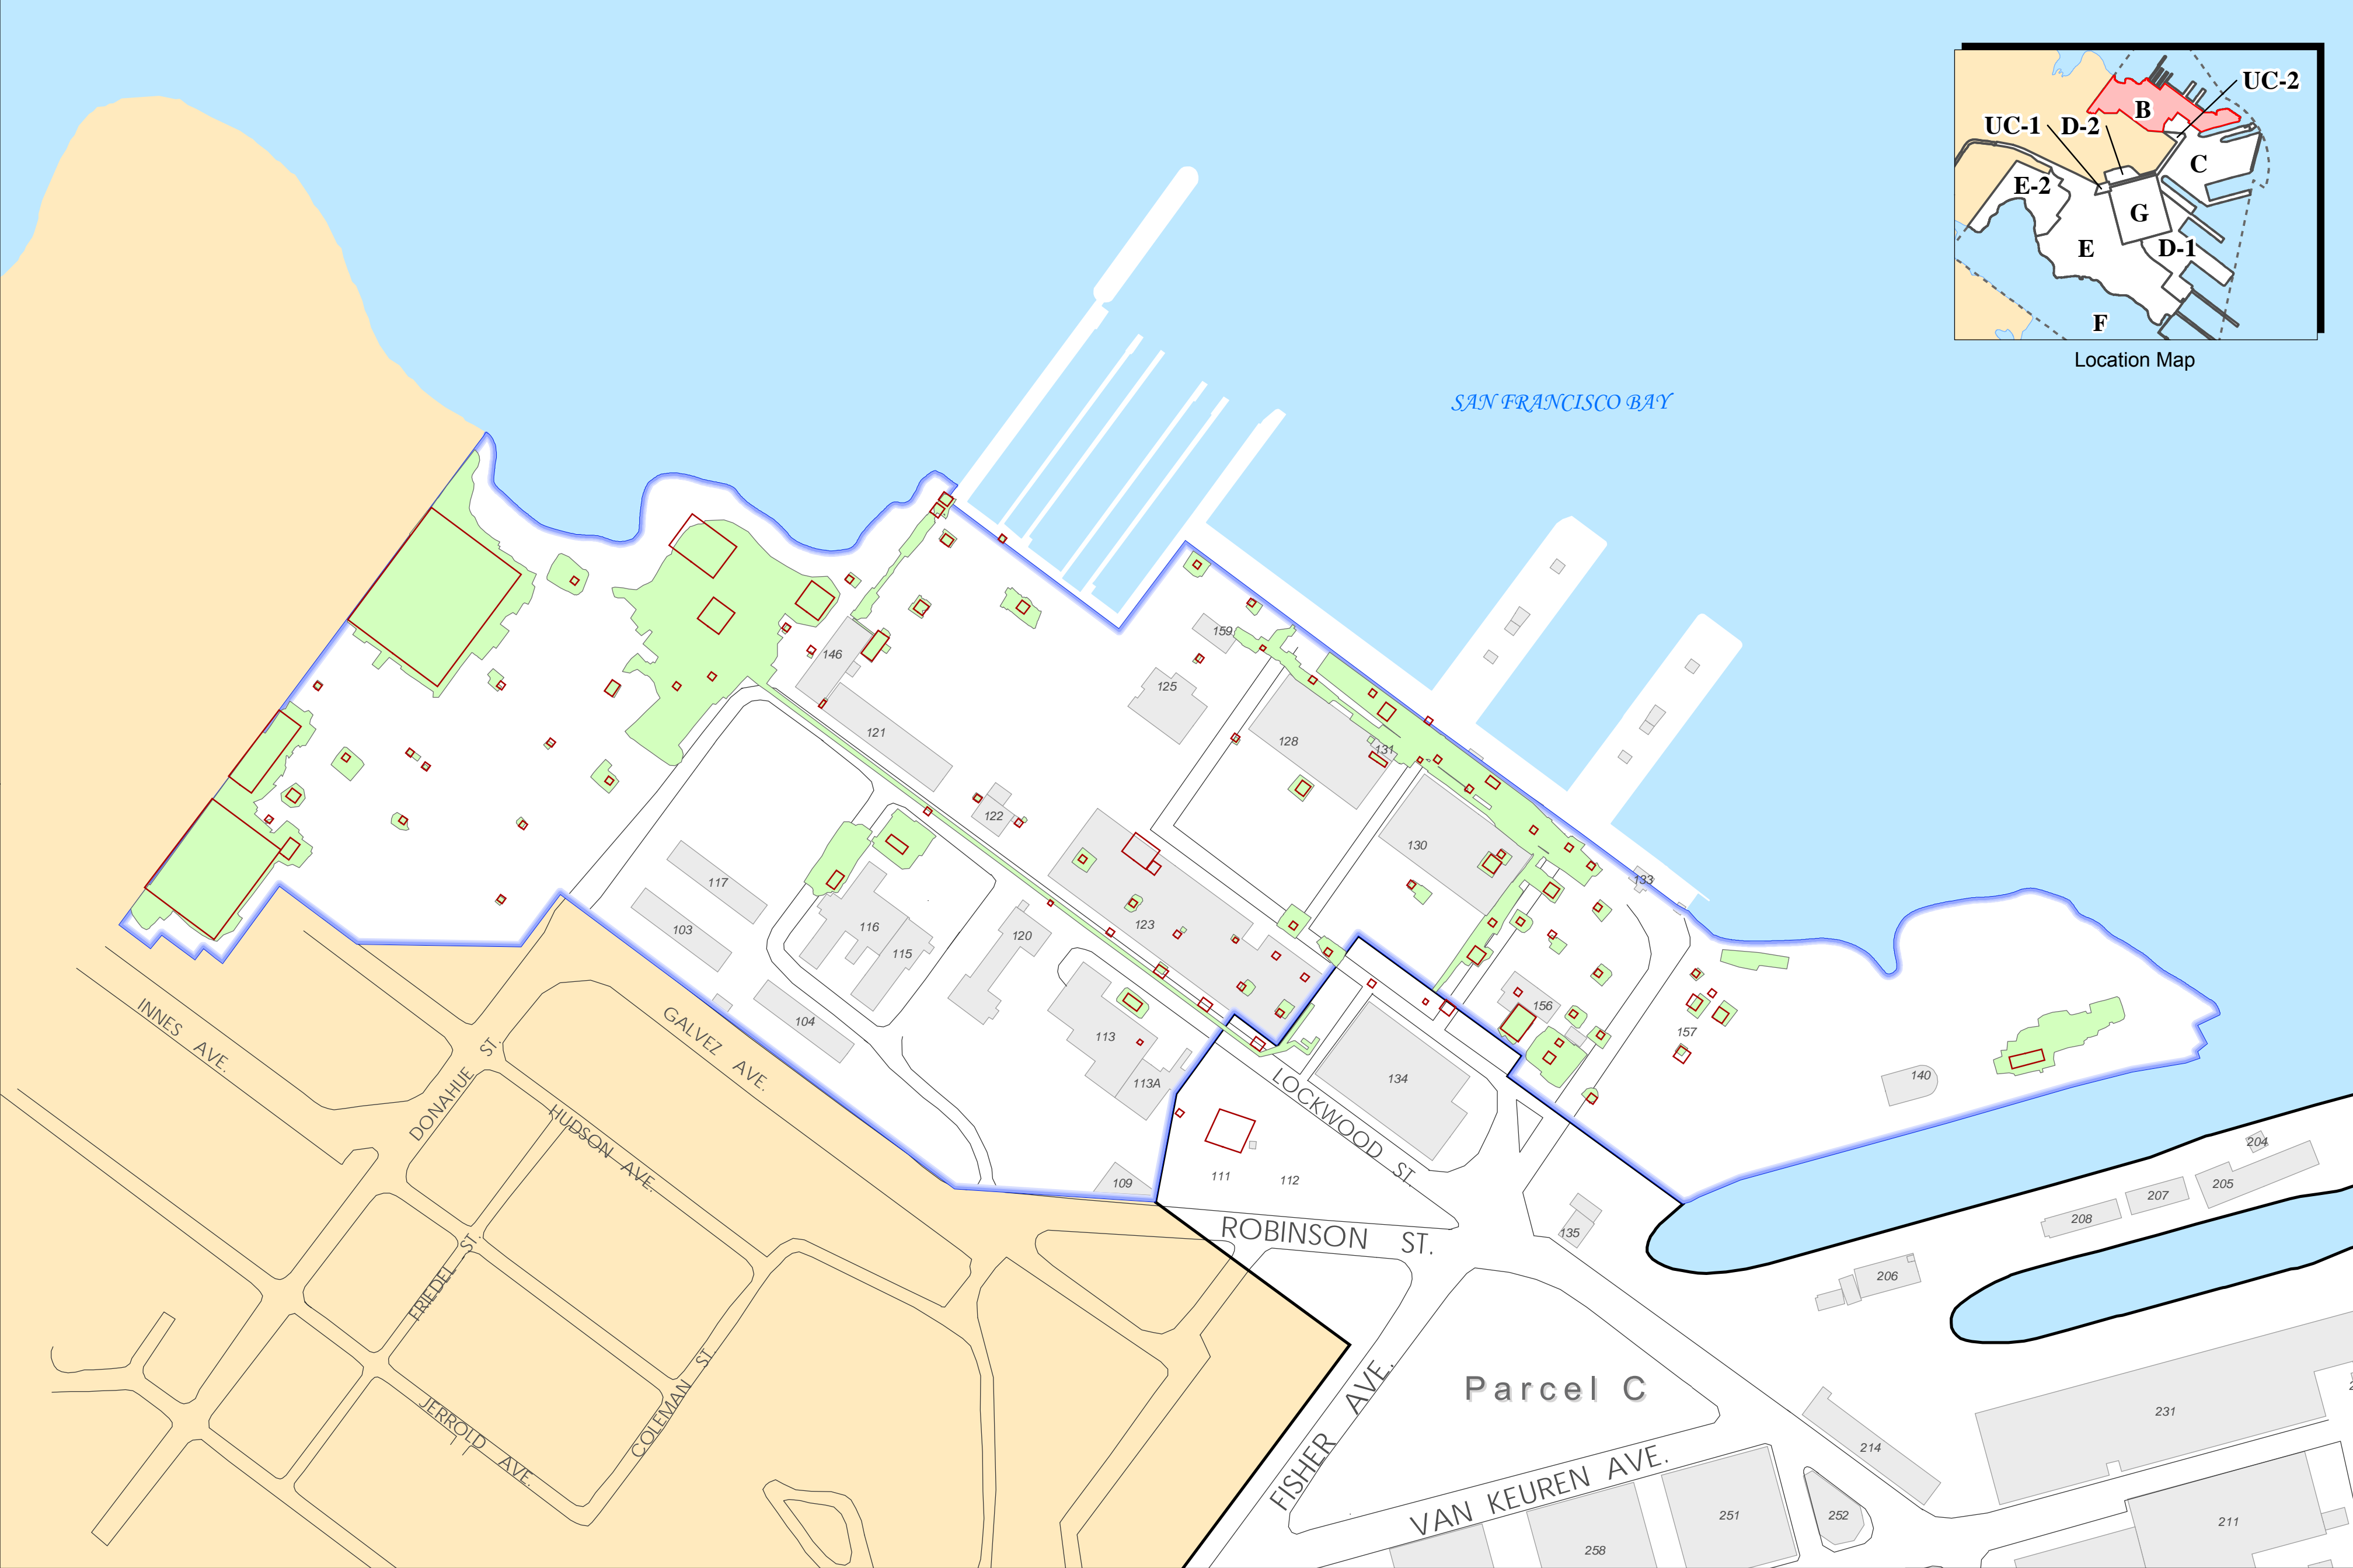 UC-2
B
UC-1
D-2
C
E-2
G
E
D-1
F
Location Map
SAN FRANCISCO BAY
159
146
125
121
128
131
122
130
133
117
123
103
116
120
115
156
104
157
113
134
140
113A
INNES AVE.
GALVEZ AVE.
DONAHUE ST.
HUDSON AVE.
LOCKWOOD ST
111
112
109
204
205
207
208
ROBINSON ST.
135
206
FRIEDEL ST.
COLEMAN ST.
JERROLD AVE.
FISHER AVE.
Parcel C
231
214
VAN KEUREN AVE.
251
252
211
258